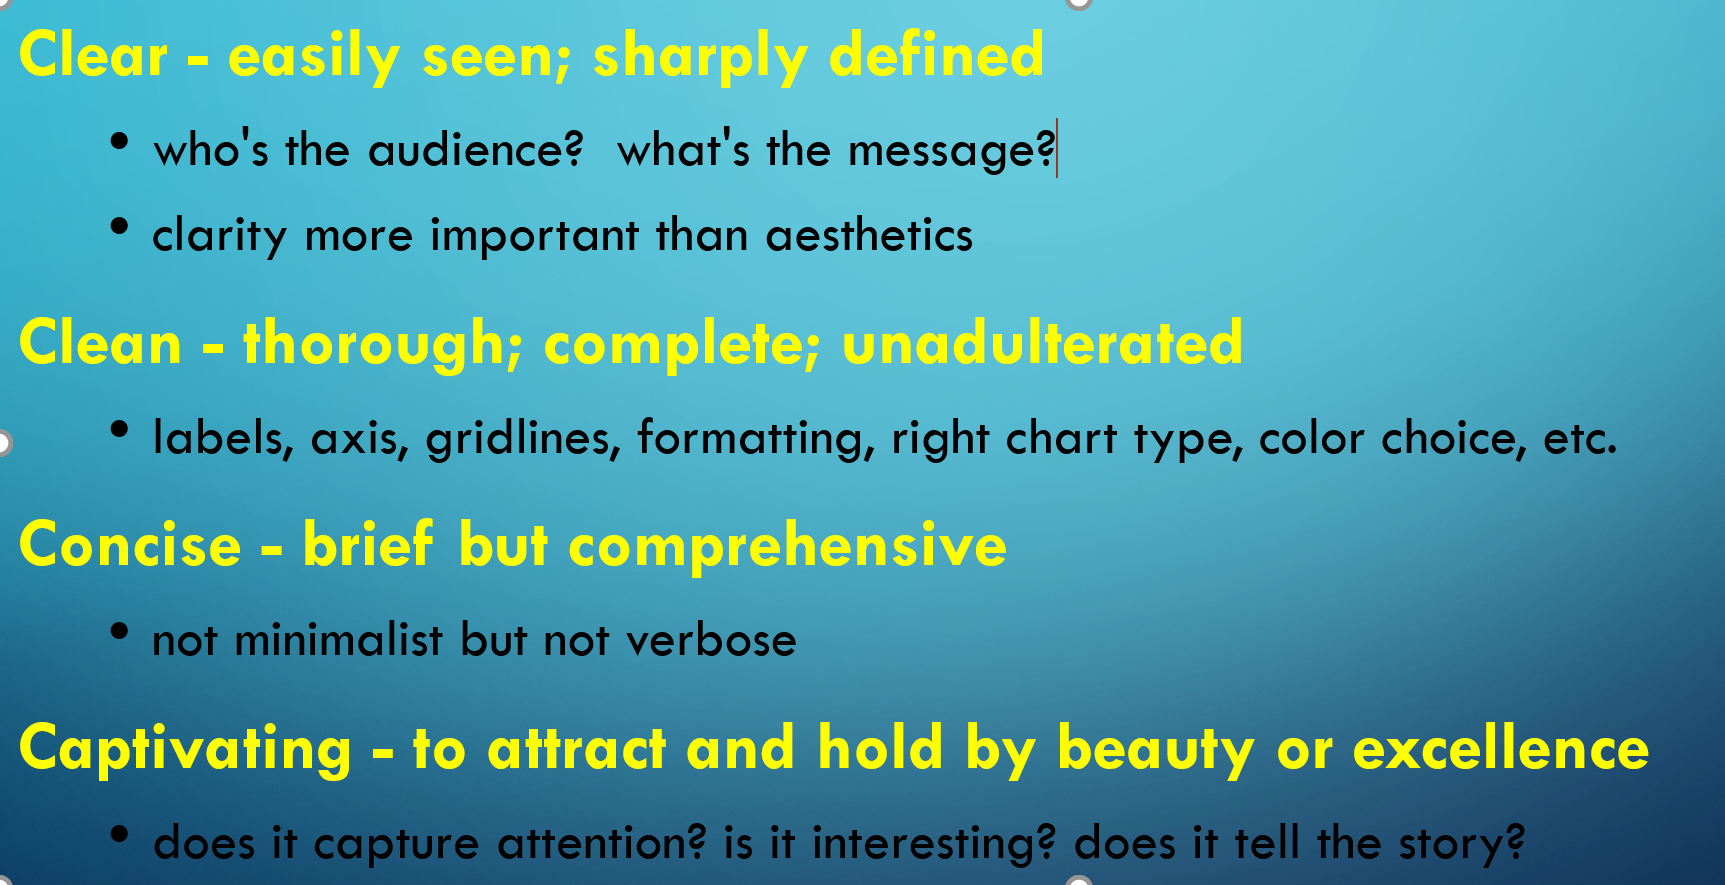 Clear - easily seen; sharply defined
• who's the audience?  what's the message?
• clarity more important than aesthetics
Clean - thorough; complete; unadulterated
• labels, axis, gridlines, formatting, right chart type, color choice, etc.
Concise - brief but comprehensive
• not minimalist but not verbose
Captivating - to attract and hold by beauty or excellence
• does it capture attention? is it interesting? does it tell the story?